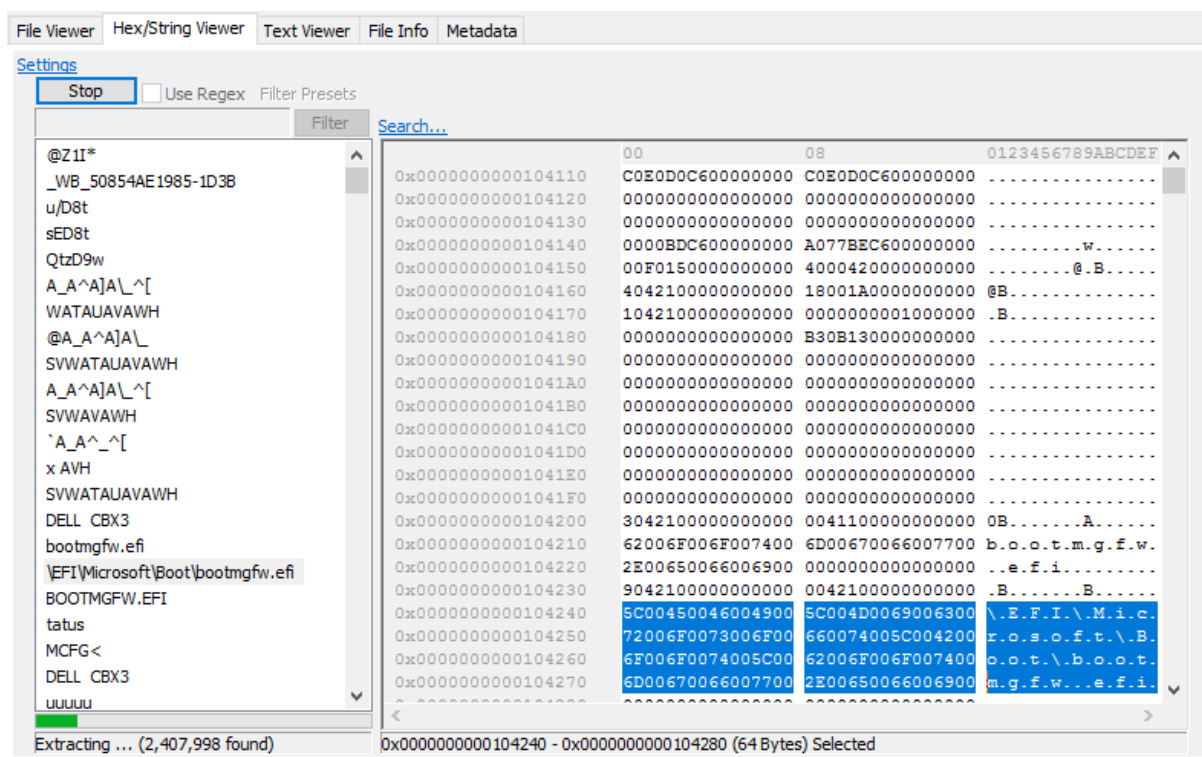 File Viewer Hex/String Viewer Text Viewer File Info Metadata
Settings
Stop Use Regex Filter Presets
Filter Search...
@Z1I*
_WB_50854AE1985-1D3B
u/D8t
sED8t
QtzD9w
A_A^A]A\_^[
WATAUAVAWH
@A_A^A]A\_
SVWATAUAVAWH
A_A^A]A\_^[
SVWAVAWH
`A_A^_^[
x AVH
SVWATAUAVAWH
DELL CBX3
bootmgfw.efi
\EFI\Microsoft\Boot\bootmgfw.efi
BOOTMGFW.EFI
tatus
MCFG<
DELL CBX3
uuuuu
00 08 0123456789ABCDEF
0x0000000000104110 C0E0D0C600000000 C0E0D0C600000000 ................
0x0000000000104120 0000000000000000 0000000000000000 ................
0x0000000000104130 0000000000000000 0000000000000000 ................
0x0000000000104140 0000BDC600000000 A077BEC600000000 .........w......
0x0000000000104150 00F0150000000000 4000420000000000 ........@.B.....
0x0000000000104160 4042100000000000 18001A0000000000 @B..............
0x0000000000104170 1042100000000000 0000000001000000 .B..............
0x0000000000104180 0000000000000000 B30B130000000000 ................
0x0000000000104190 0000000000000000 0000000000000000 ................
0x00000000001041A0 0000000000000000 0000000000000000 ................
0x00000000001041B0 0000000000000000 0000000000000000 ................
0x00000000001041C0 0000000000000000 0000000000000000 ................
0x00000000001041D0 0000000000000000 0000000000000000 ................
0x00000000001041E0 0000000000000000 0000000000000000 ................
0x00000000001041F0 0000000000000000 0000000000000000 ................
0x0000000000104200 3042100000000000 0041100000000000 0B.......A......
0x0000000000104210 62006F006F007400 6D00670066007700 b.o.o.t.m.g.f.w.
0x0000000000104220 2E00650066006900 0000000000000000 ..e.f.i.........
0x0000000000104230 9042100000000000 0042100000000000 .B.......B......
0x0000000000104240 5C00450046004900 5C004D0069006300 \.E.F.I.\.M.i.c.
0x0000000000104250 72006F0073006F00 660074005C004200 r.o.s.o.f.t.\.B.
0x0000000000104260 6F006F0074005C00 62006F006F007400 o.o.t.\.b.o.o.t.
0x0000000000104270 6D00670066007700 2E00650066006900 m.g.f.w...e.f.i.
Extracting ... (2,407,998 found) 0x0000000000104240 - 0x0000000000104280 (64 Bytes) Selected